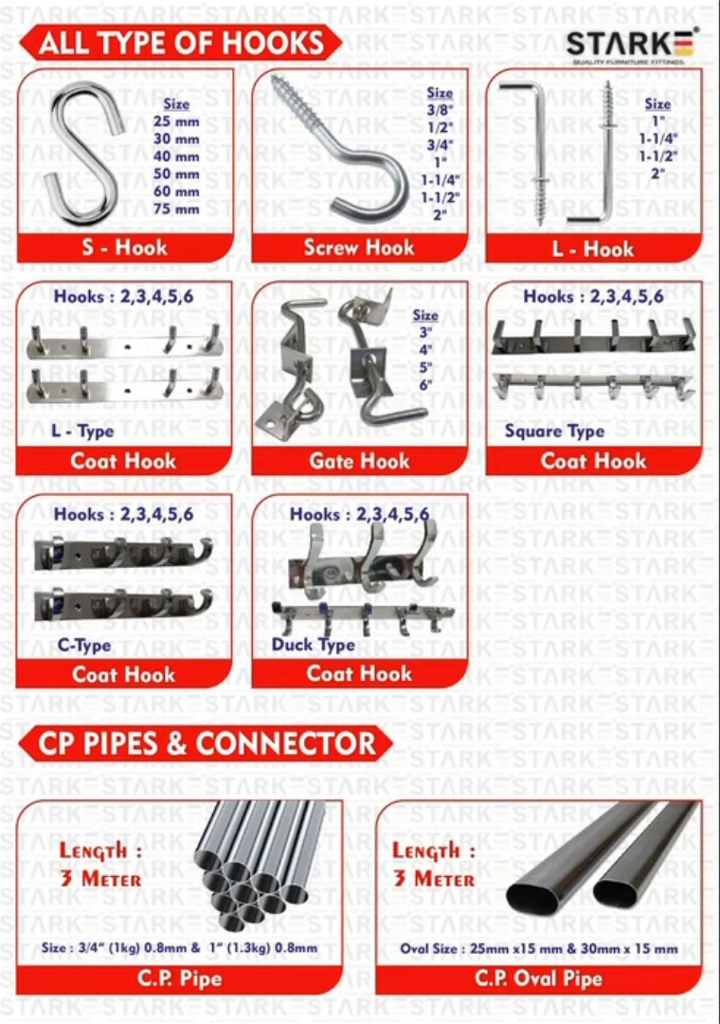 ALL TYPE OF HOOKS
STARKE®
QUALITY FURNITURE FITTINGS
Size
25 mm
30 mm
40 mm
50 mm
60 mm
75 mm
S - Hook
Size
3/8"
1/2"
3/4"
1"
1-1/4"
1-1/2"
2"
Screw Hook
Size
1"
1-1/4"
1-1/2"
2"
L - Hook
Hooks : 2,3,4,5,6
L - Type
Coat Hook
Size
3"
4"
5"
6"
Gate Hook
Hooks : 2,3,4,5,6
Square Type
Coat Hook
Hooks : 2,3,4,5,6
C-Type
Coat Hook
Hooks : 2,3,4,5,6
Duck Type
Coat Hook
CP PIPES & CONNECTOR
Length :
3 Meter
Size : 3/4" (1kg) 0.8mm & 1" (1.3kg) 0.8mm
C.P. Pipe
Length :
3 Meter
Oval Size : 25mm x15 mm & 30mm x 15 mm
C.P. Oval Pipe